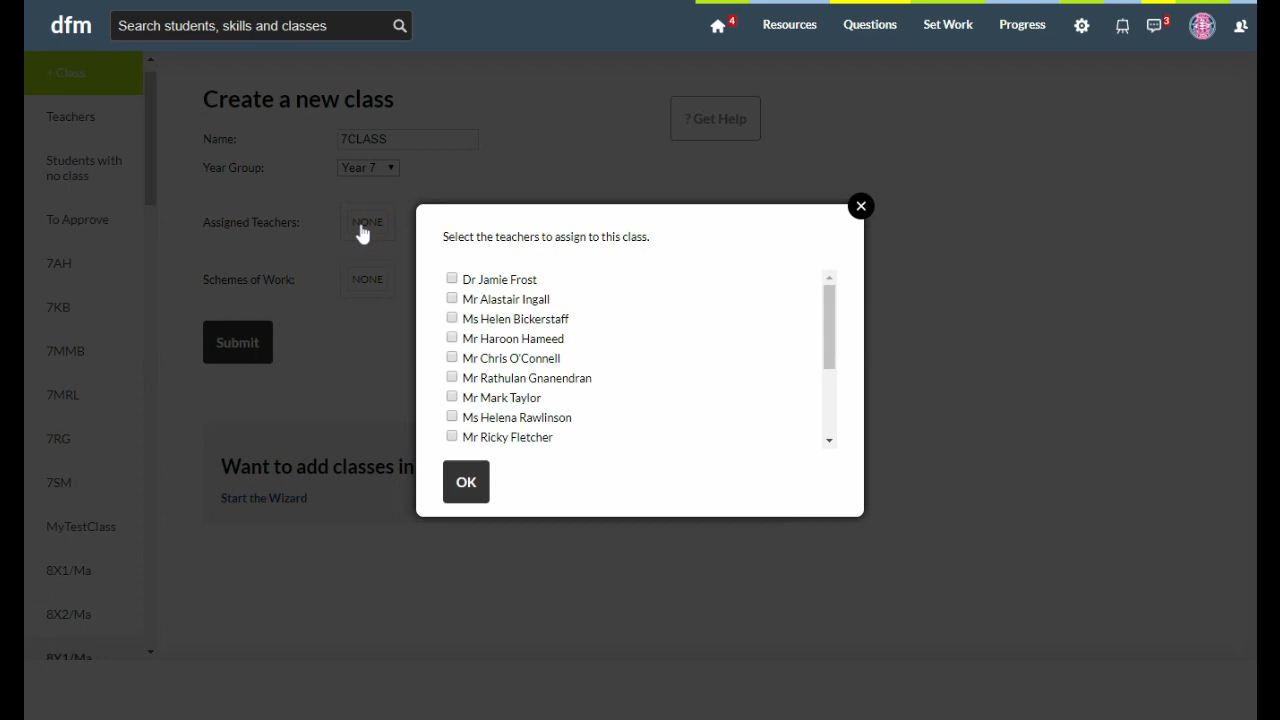 dfm
Search students, skills and classes
4
Resources
Questions
Set Work
Progress
3
+ Class
Teachers
Students with
no class
To Approve
7AH
7KB
7MMB
7MRL
7RG
7SM
MyTestClass
8X1/Ma
8X2/Ma
8Y1/Ma
Create a new class
? Get Help
Name:
7CLASS
Year Group:
Year 7
Assigned Teachers:
NONE
Schemes of Work:
NONE
Submit
Want to add classes in
Start the Wizard
Select the teachers to assign to this class.
Dr Jamie Frost
Mr Alastair Ingall
Ms Helen Bickerstaff
Mr Haroon Hameed
Mr Chris O'Connell
Mr Rathulan Gnanendran
Mr Mark Taylor
Ms Helena Rawlinson
Mr Ricky Fletcher
OK